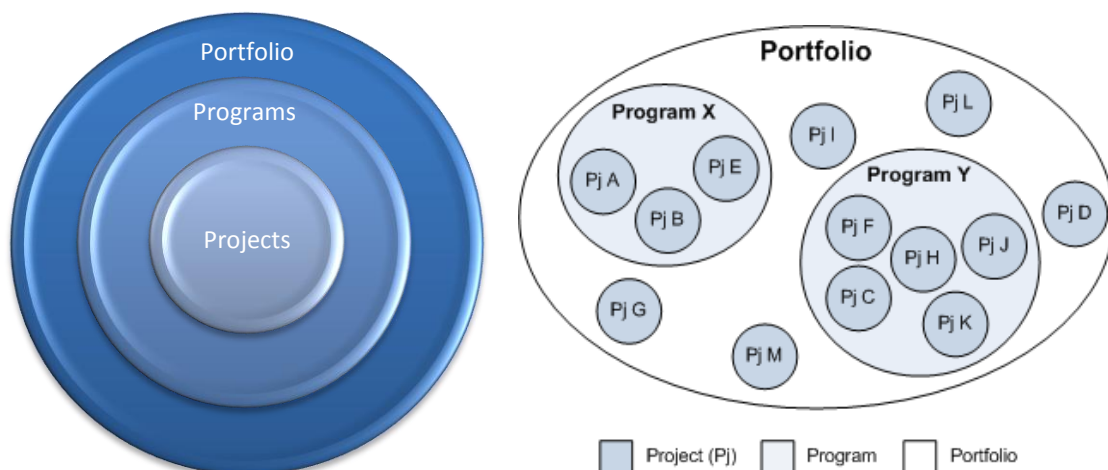 Portfolio
Programs
Projects
Portfolio
Program X
Pj A
Pj B
Pj E
Pj I
Pj L
Program Y
Pj F
Pj H
Pj J
Pj C
Pj K
Pj D
Pj G
Pj M
Project (Pj)
Program
Portfolio